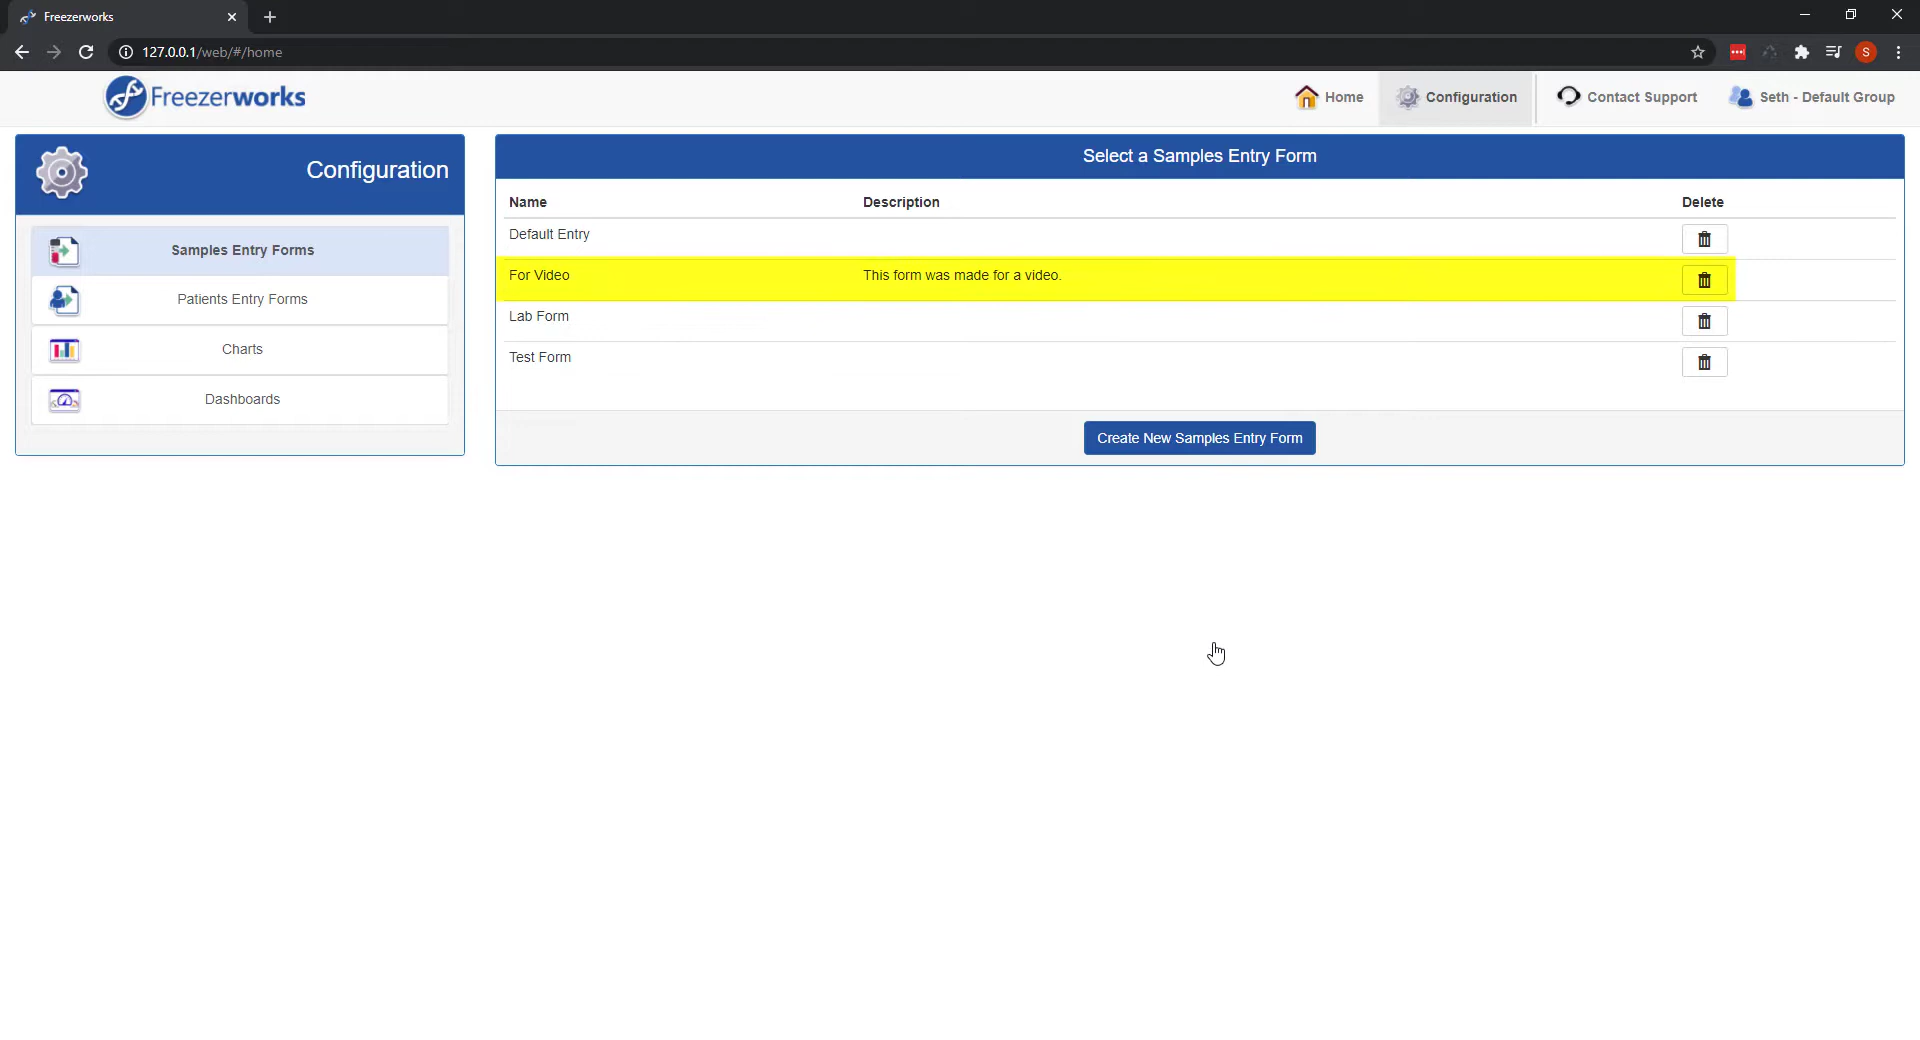 Freezerworks
127.0.0.1/web/#/home
S
Freezerworks
Home
Configuration
Contact Support
Seth - Default Group
Configuration
Samples Entry Forms
Patients Entry Forms
Charts
Dashboards
Select a Samples Entry Form
Name Description Delete
Default Entry
For Video This form was made for a video.
Lab Form
Test Form
Create New Samples Entry Form